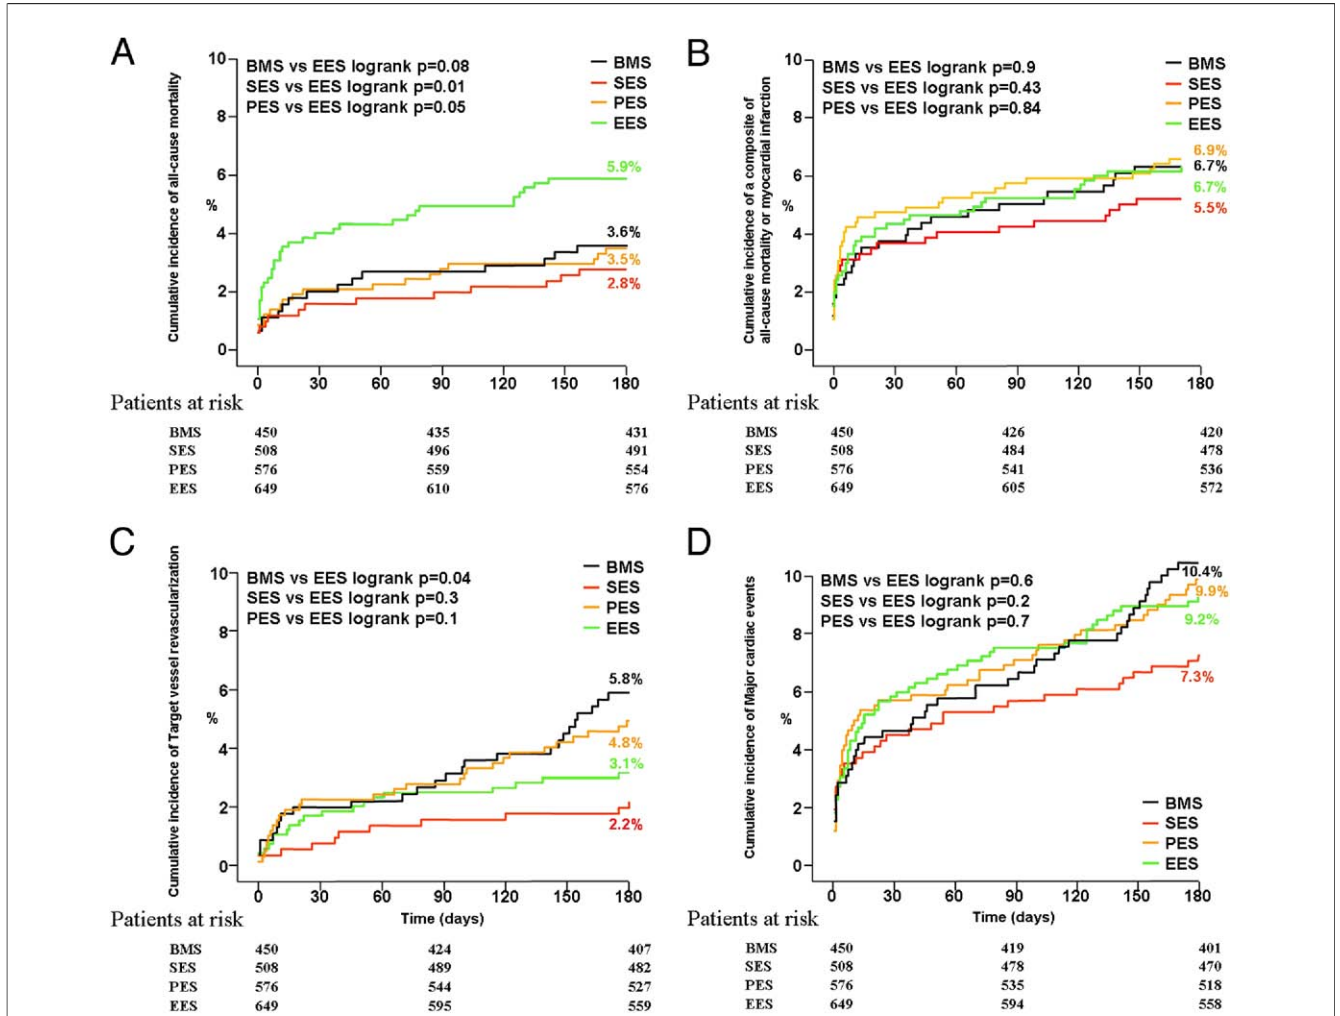 A
Cumulative incidence of all-cause mortality
%
BMS vs EES logrank p=0.08
SES vs EES logrank p=0.01
PES vs EES logrank p=0.05
BMS
SES
PES
EES
10
8
6
4
2
0
5.9%
3.6%
3.5%
2.8%
0 30 60 90 120 150 180
Patients at risk
BMS 450 435 431
SES 508 496 491
PES 576 559 554
EES 649 610 576
B
Cumulative incidence of a composite of
all-cause mortality or myocardial infarction
%
BMS vs EES logrank p=0.9
SES vs EES logrank p=0.43
PES vs EES logrank p=0.84
BMS
SES
PES
EES
10
8
6
4
2
0
6.9%
6.7%
6.7%
5.5%
0 30 60 90 120 150 180
Patients at risk
BMS 450 426 420
SES 508 484 478
PES 576 541 536
EES 649 605 572
C
Cumulative incidence of Target vessel revascularization
%
BMS vs EES logrank p=0.04
SES vs EES logrank p=0.3
PES vs EES logrank p=0.1
BMS
SES
PES
EES
10
8
6
4
2
0
5.8%
4.8%
3.1%
2.2%
0 30 60 90 120 150 180
Time (days)
Patients at risk
BMS 450 424 407
SES 508 489 482
PES 576 544 527
EES 649 595 559
D
Cumulative incidence of Major cardiac events
%
BMS vs EES logrank p=0.6
SES vs EES logrank p=0.2
PES vs EES logrank p=0.7
10
8
6
4
2
0
10.4%
9.9%
9.2%
7.3%
BMS
SES
PES
EES
0 30 60 90 120 150 180
Time (days)
Patients at risk
BMS 450 419 401
SES 508 478 470
PES 576 535 518
EES 649 594 558